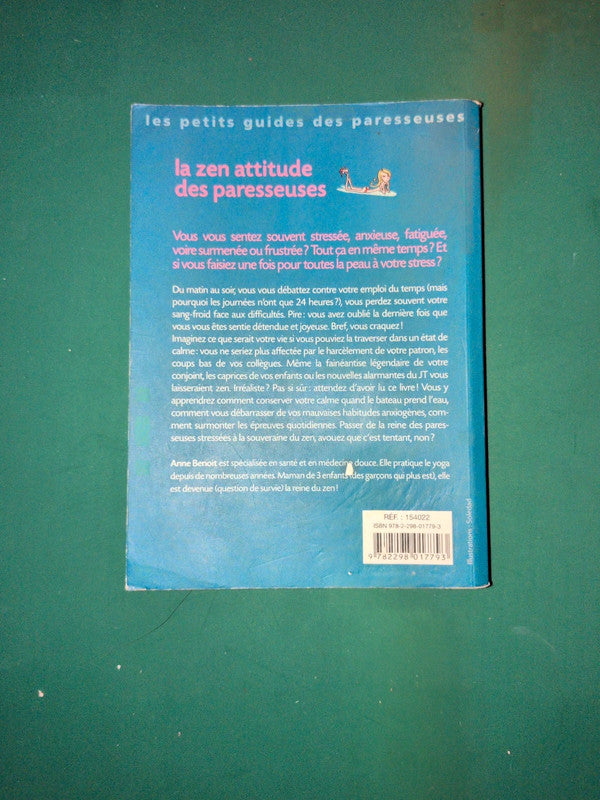 les petits guides des paresseuses
la zen attitude
des paresseuses
Vous vous sentez souvent stressée, anxieuse, fatiguée,
voire surmenée ou frustrée ? Tout ça en même temps ? Et
si vous faisiez une fois pour toutes la peau à votre stress ?
Du matin au soir, vous vous débattez contre votre emploi du temps (mais
pourquoi les journées n'ont que 24 heures ?), vous perdez souvent votre
sang-froid face aux difficultés. Pire : vous avez oublié la dernière fois que
vous vous êtes sentie détendue et joyeuse. Bref, vous craquez !
Imaginez ce que serait votre vie si vous pouviez la traverser dans un état de
calme : vous ne seriez plus affectée par le harcèlement de votre patron, les
coups bas de vos collègues. Même la fainéantise légendaire de votre
conjoint, les caprices de vos enfants ou les nouvelles alarmantes du JT vous
laisseraient zen. Irréaliste ? Pas si sûr : attendez d'avoir lu ce livre ! Vous y
apprendrez comment conserver votre calme quand le bateau prend l'eau,
comment vous débarrasser de vos mauvaises habitudes anxiogènes, com-
ment surmonter les épreuves quotidiennes. Passer de la reine des pares-
seuses stressées à la souveraine du zen, avouez que c'est tentant, non ?
Anne Benoit est spécialisée en santé et en médecine douce. Elle pratique le yoga
depuis de nombreuses années. Maman de 3 enfants (des garçons qui plus est), elle
est devenue (question de survie) la reine du zen !
RÉF. : 154022
ISBN 978-2-298-01779-3
9 782298 017793
Illustrations : Soledad